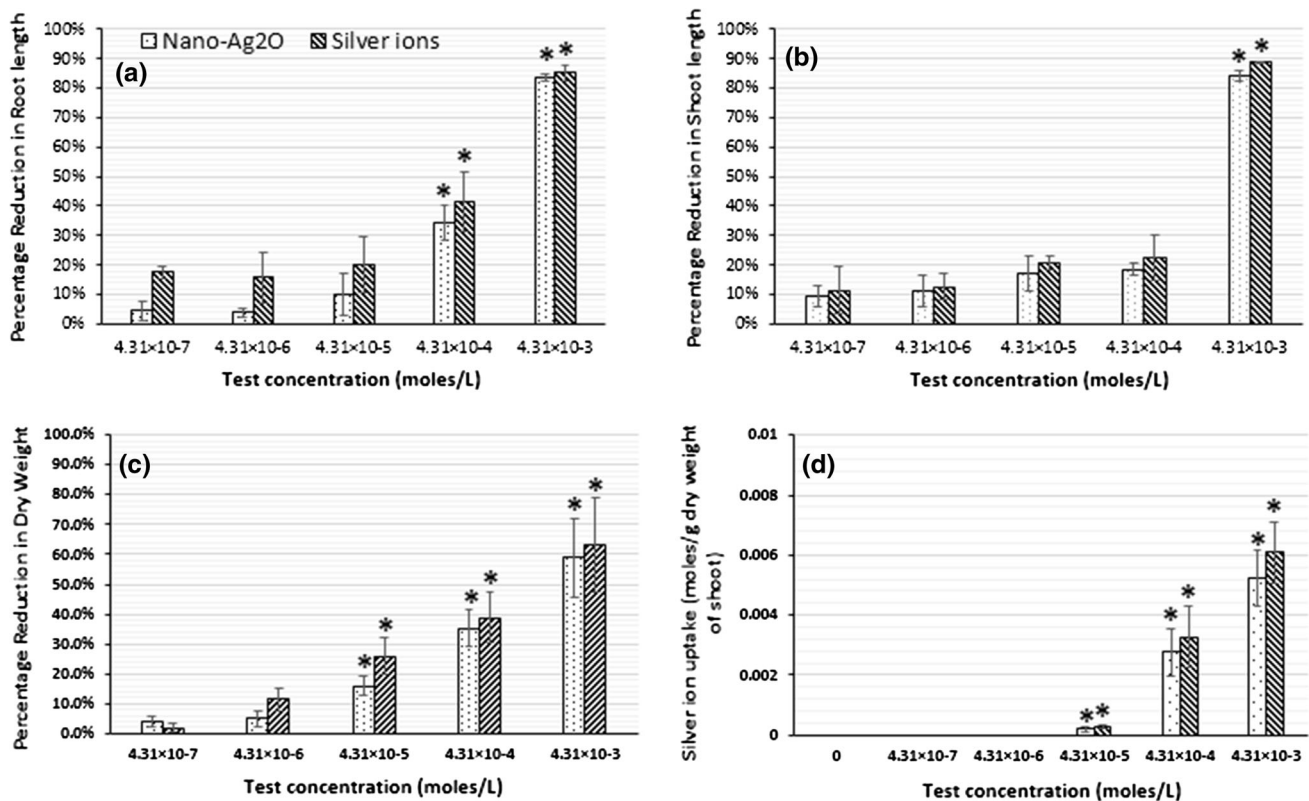 Percentage Reduction in Root length
100%
90%
80%
70%
60%
50%
40%
30%
20%
10%
0%
Nano-Ag2O Silver ions
(a)
* *
* *
4.31×10-7 4.31×10-6 4.31×10-5 4.31×10-4 4.31×10-3
Test concentration (moles/L)
Percentage Reduction in Shoot length
100%
90%
80%
70%
60%
50%
40%
30%
20%
10%
0%
(b)
* *
4.31×10-7 4.31×10-6 4.31×10-5 4.31×10-4 4.31×10-3
Test concentration (moles/L)
Percentage Reduction in Dry Weight
100.0%
90.0%
80.0%
70.0%
60.0%
50.0%
40.0%
30.0%
20.0%
10.0%
0.0%
(c)
* *
* *
* *
4.31×10-7 4.31×10-6 4.31×10-5 4.31×10-4 4.31×10-3
Test concentration (moles/L)
Silver ion uptake (moles/g dry weight
of shoot)
0.01
0.008
0.006
0.004
0.002
0
(d)
* *
* *
* *
0 4.31×10-7 4.31×10-6 4.31×10-5 4.31×10-4 4.31×10-3
Test concentration (moles/L)